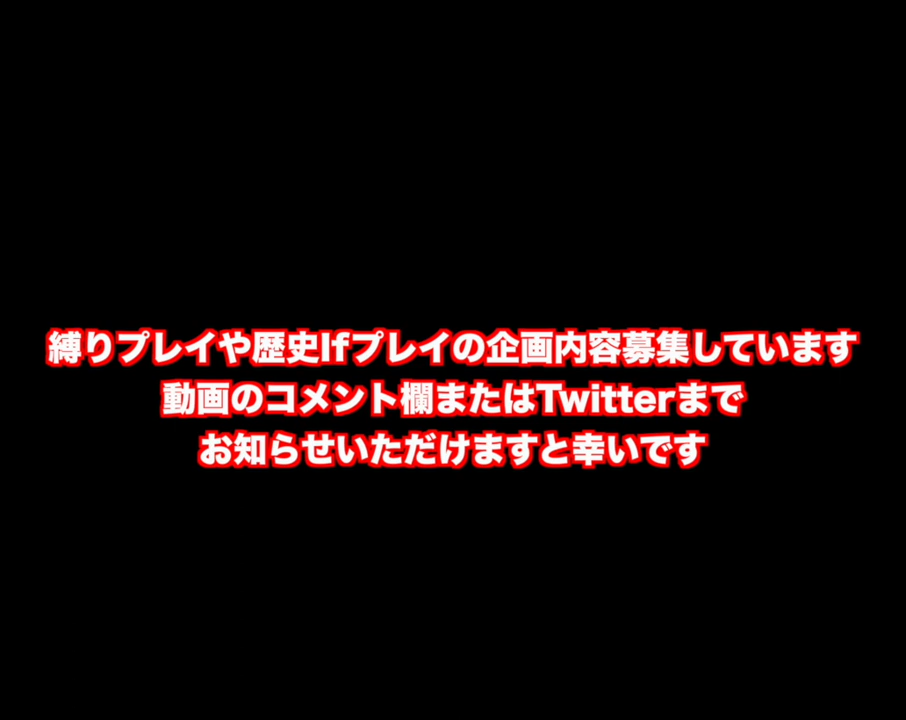 縛りプレイや歴史Ifプレイの企画内容募集しています
動画のコメント欄またはTwitterまで
お知らせいただけますと幸いです